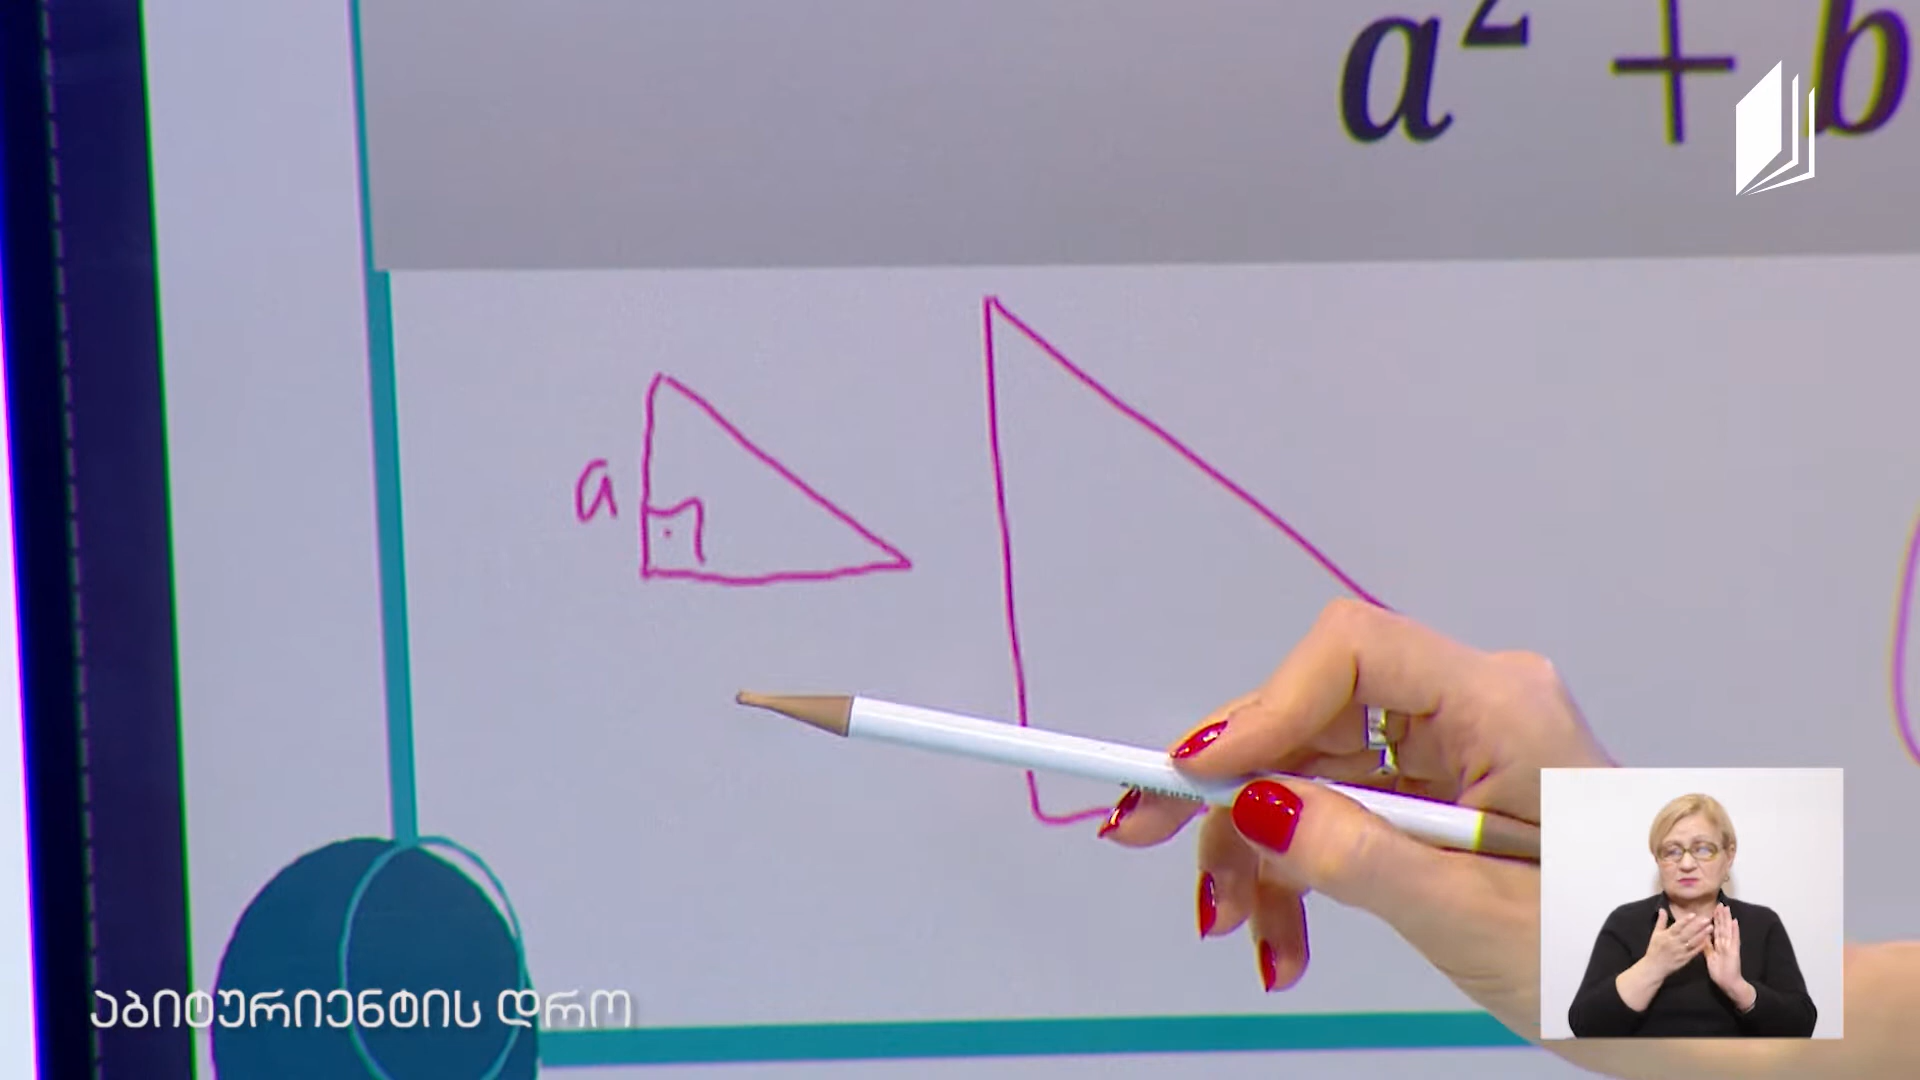 a² + b
a
აბიტურიენტის დრო